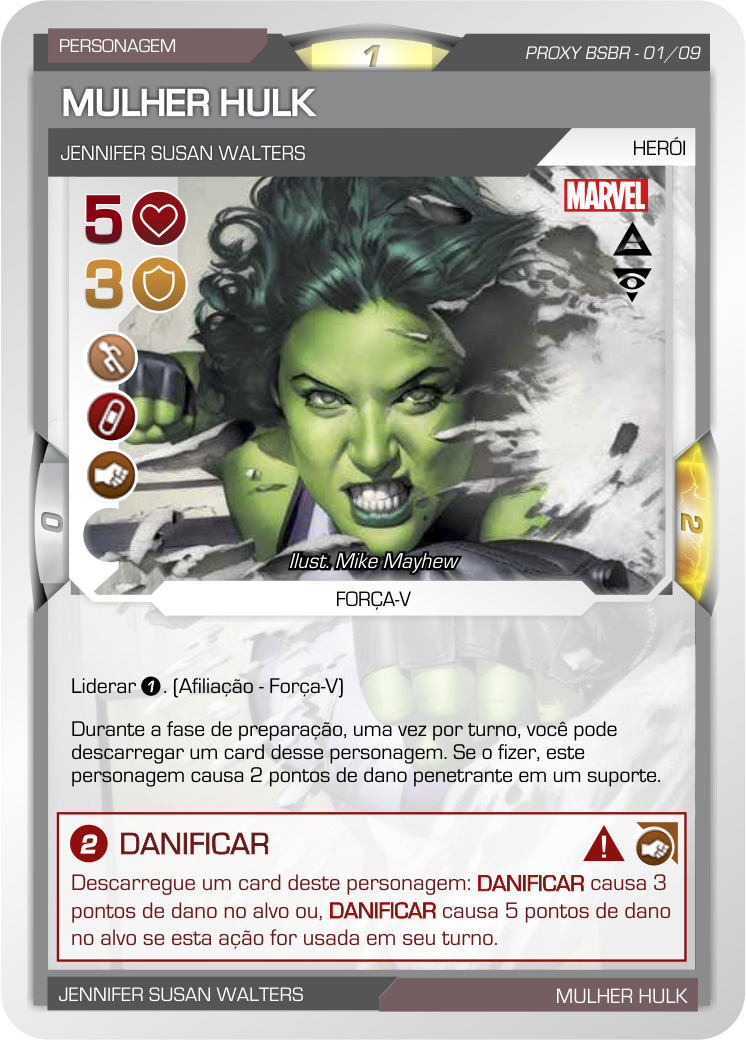 PERSONAGEM
1
PROXY BSBR - 01/09
MULHER HULK
JENNIFER SUSAN WALTERS
HERÓI
5
MARVEL
3
0
2
Ilust. Mike Mayhew
FORÇA-V
Liderar 1. (Afiliação - Força-V)
Durante a fase de preparação, uma vez por turno, você pode
descarregar um card desse personagem. Se o fizer, este
personagem causa 2 pontos de dano penetrante em um suporte.
2 DANIFICAR
!
Descarregue um card deste personagem: DANIFICAR causa 3
pontos de dano no alvo ou, DANIFICAR causa 5 pontos de dano
no alvo se esta ação for usada em seu turno.
JENNIFER SUSAN WALTERS
MULHER HULK